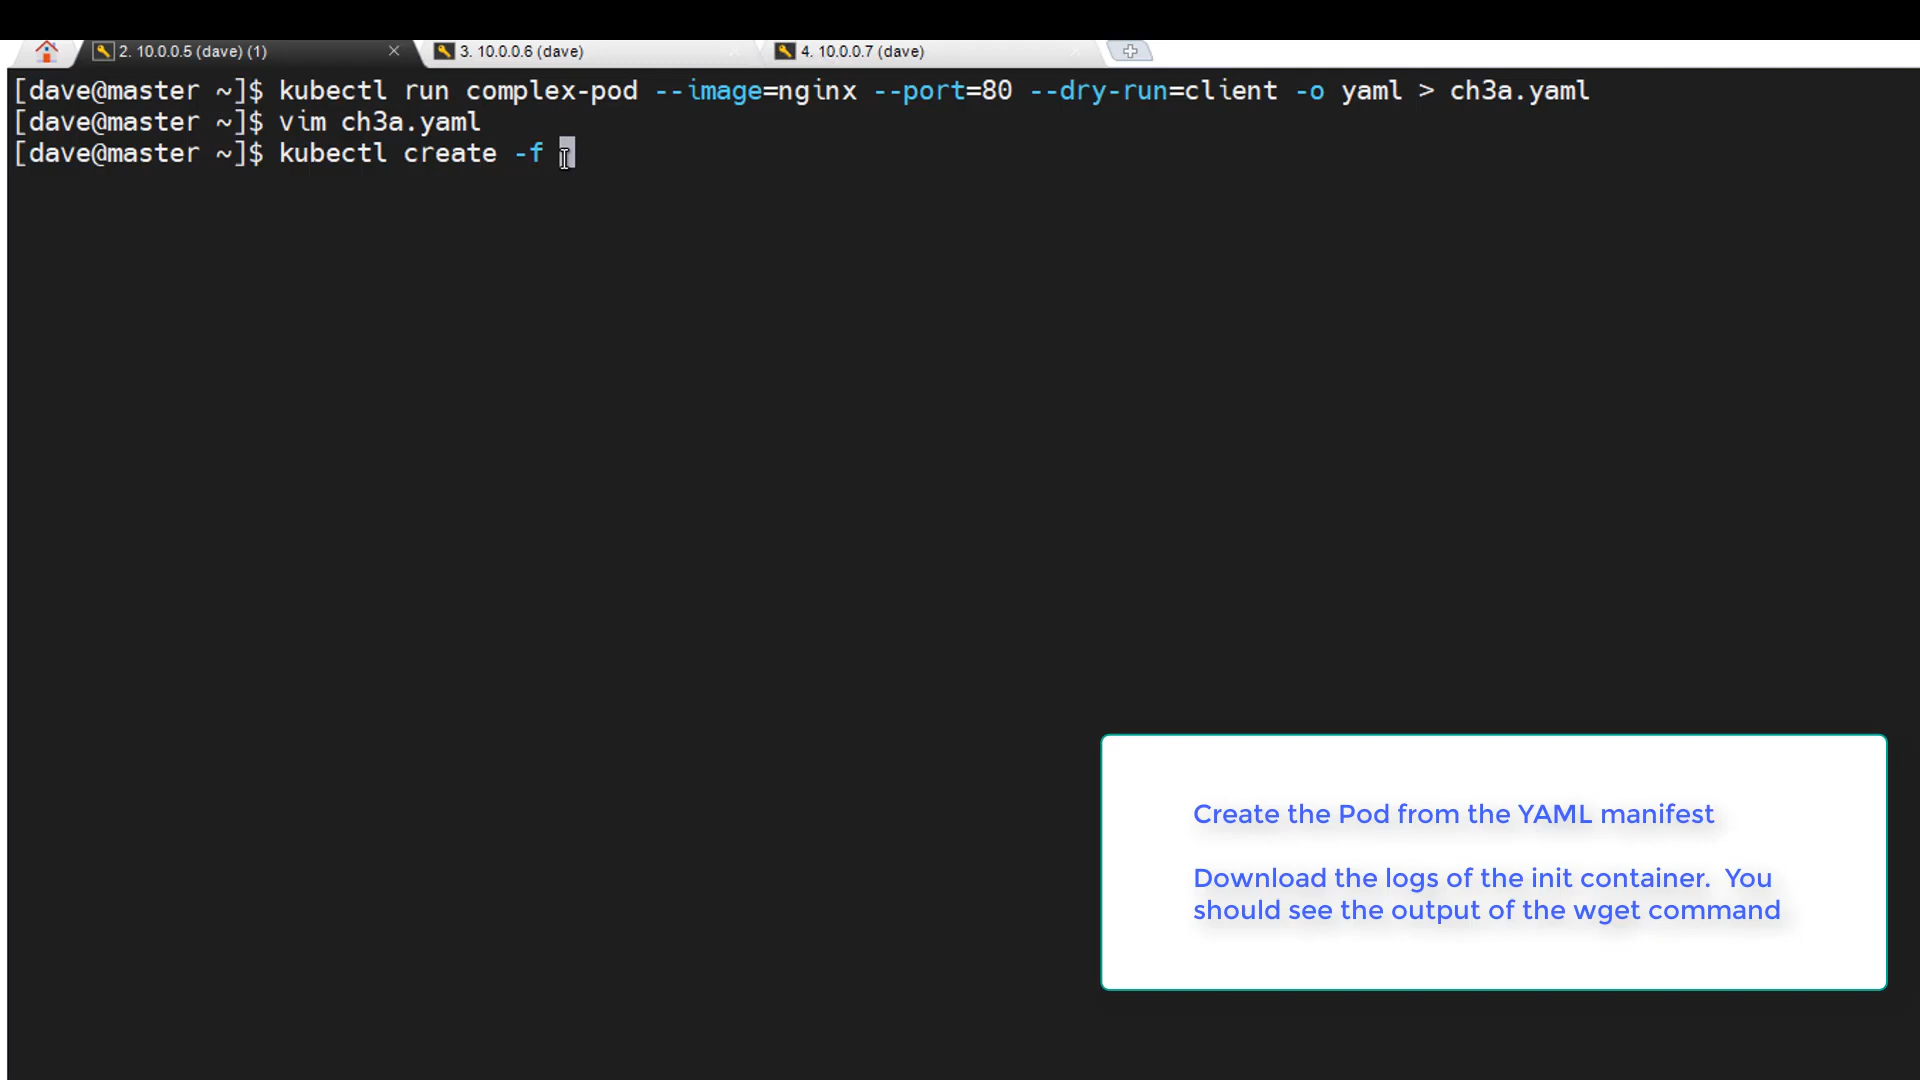 2. 10.0.0.5 (dave) (1)
3. 10.0.0.6 (dave)
4. 10.0.0.7 (dave)
[dave@master ~]$ kubectl run complex-pod --image=nginx --port=80 --dry-run=client -o yaml > ch3a.yaml
[dave@master ~]$ vim ch3a.yaml
[dave@master ~]$ kubectl create -f
Create the Pod from the YAML manifest
Download the logs of the init container.  You
should see the output of the wget command